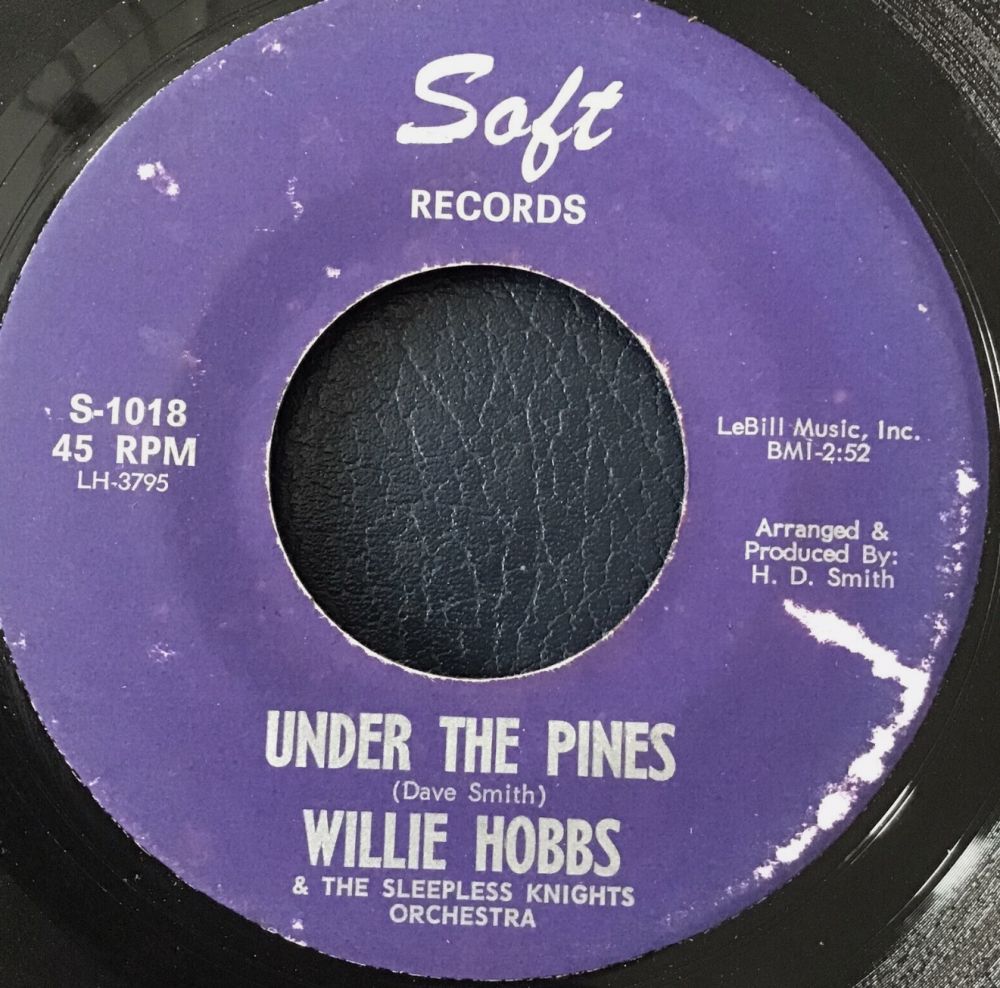 Soft
RECORDS
S-1018
45 RPM
LH-3795
LeBill Music, Inc.
BMI-2:52
Arranged &
Produced By:
H. D. Smith
UNDER THE PINES
(Dave Smith)
WILLIE HOBBS
& THE SLEEPLESS KNIGHTS
ORCHESTRA